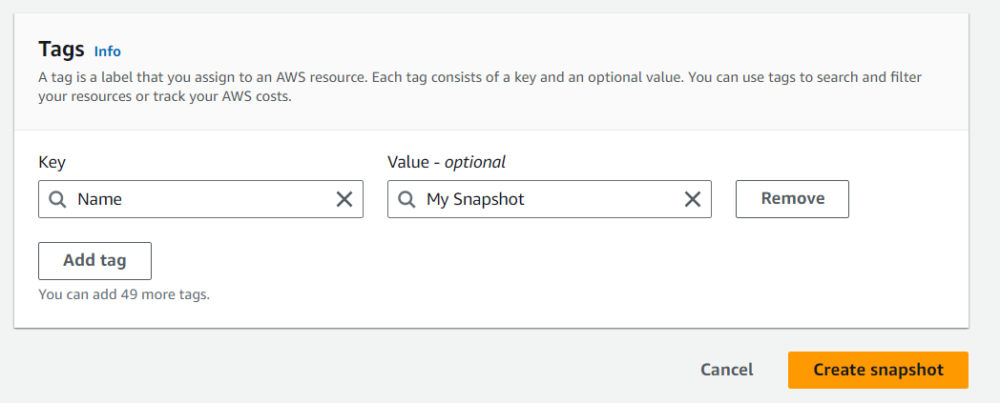 Tags Info
A tag is a label that you assign to an AWS resource. Each tag consists of a key and an optional value. You can use tags to search and filter
your resources or track your AWS costs.
Key
Value - optional
Name
My Snapshot
Remove
Add tag
You can add 49 more tags.
Cancel
Create snapshot